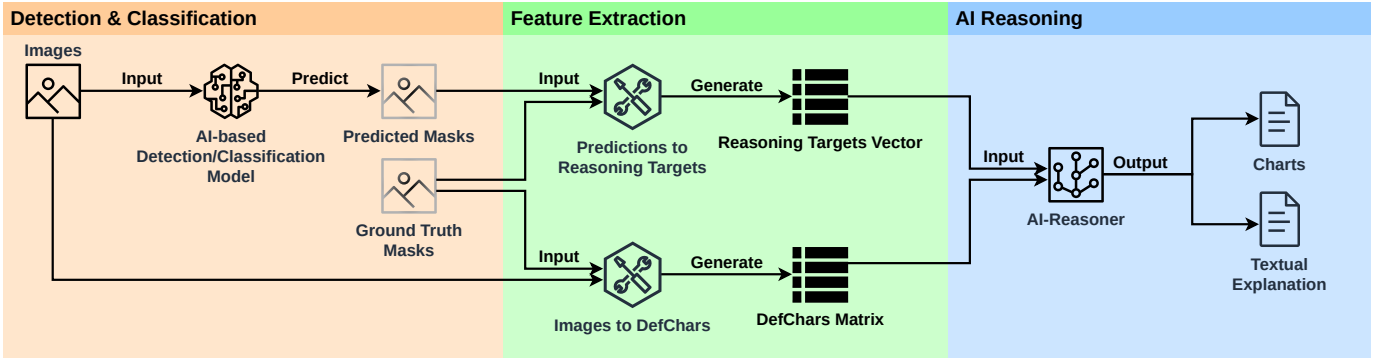 Detection & Classification
Feature Extraction
AI Reasoning
Images
Input
Predict
AI-based
Detection/Classification
Model
Predicted Masks
Ground Truth
Masks
Input
Generate
Predictions to
Reasoning Targets
Reasoning Targets Vector
Input
Generate
Images to DefChars
DefChars Matrix
Input
Output
AI-Reasoner
Charts
Textual
Explanation